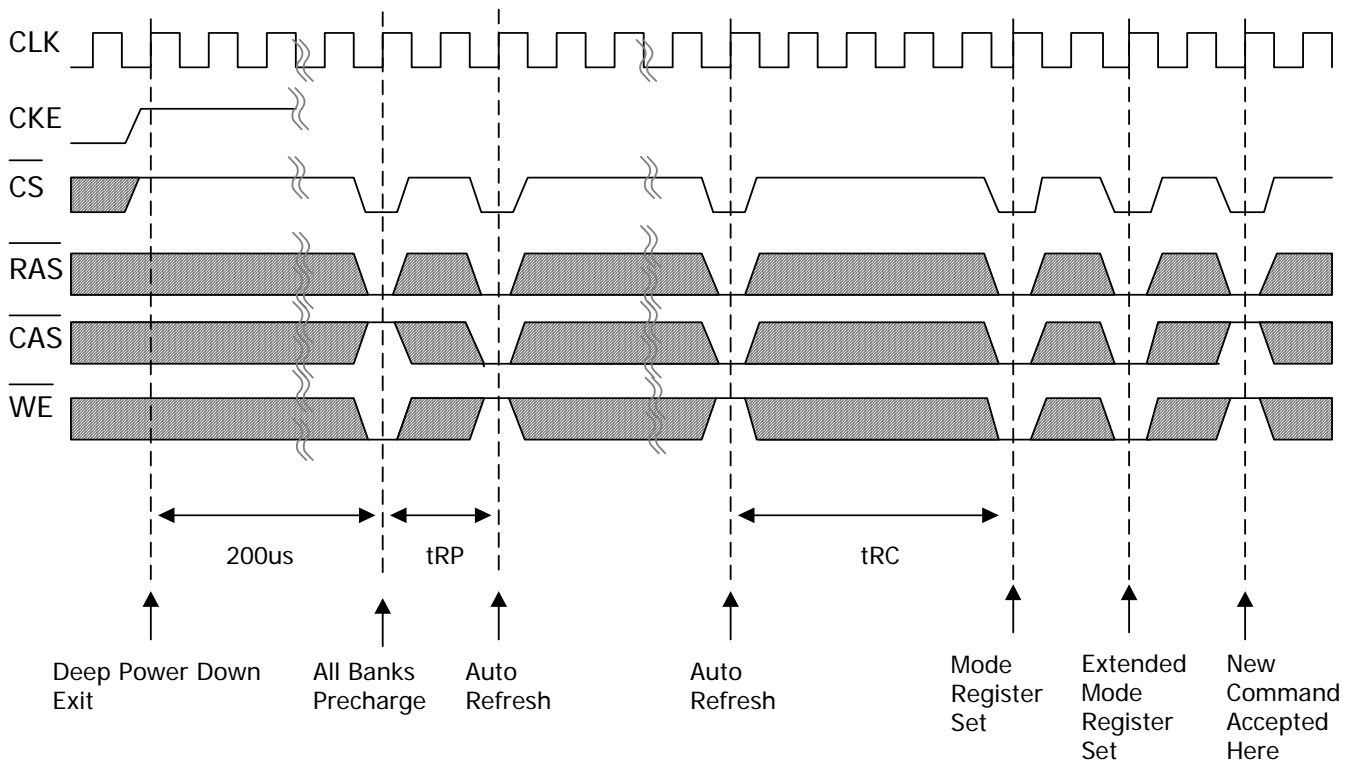 CLK
CKE
CS
RAS
CAS
WE
200us
tRP
tRC
Deep Power Down
Exit
All Banks
Precharge
Auto
Refresh
Auto
Refresh
Mode
Register
Set
Extended
Mode
Register
Set
New
Command
Accepted
Here